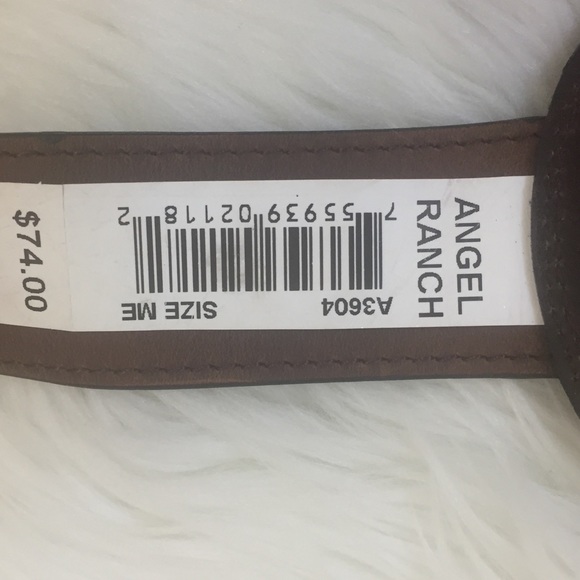 ANGEL
RANCH
A3604 SIZE ME
7 55939 02118 2
$74.00